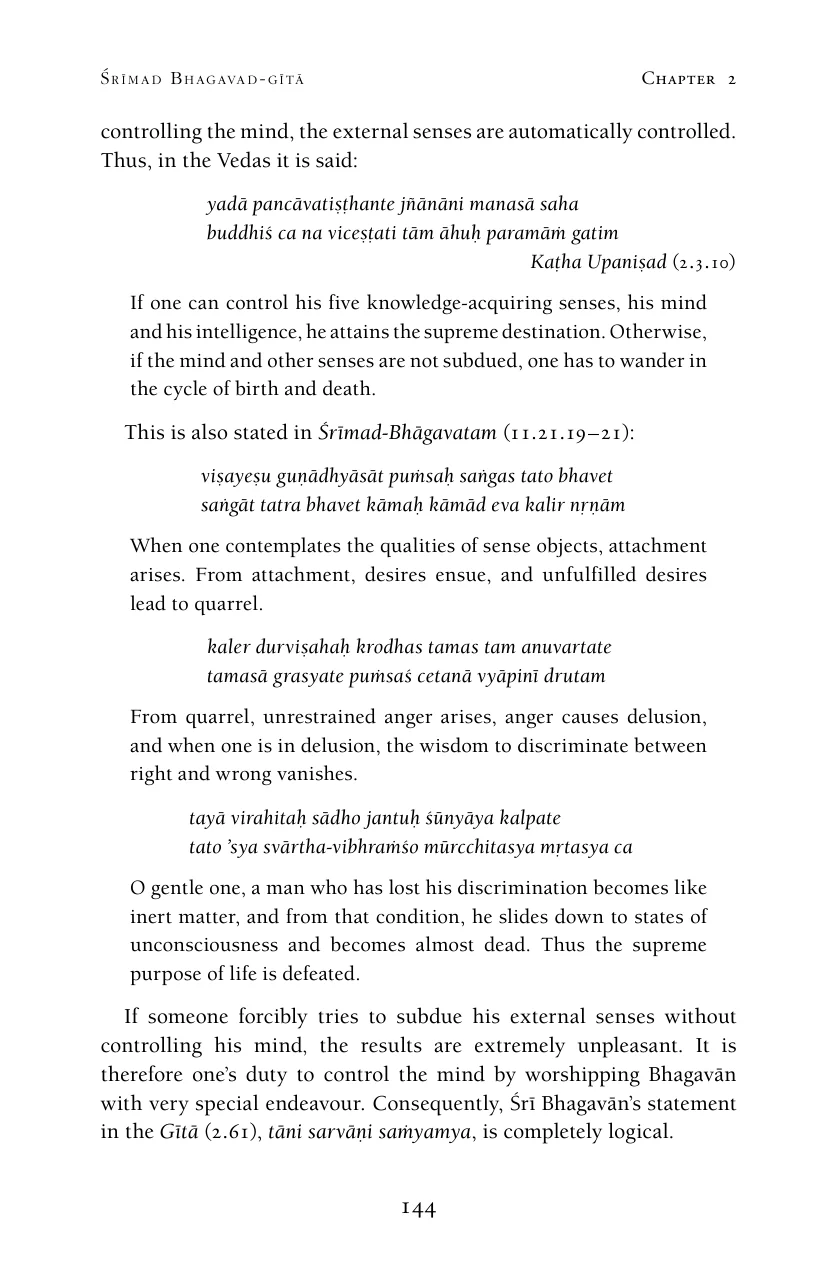 Śrīmad Bhagavad-gītā Chapter 2
controlling the mind, the external senses are automatically controlled.
Thus, in the Vedas it is said:
yadā pancāvatiṣṭhante jñānāni manasā saha
buddhiś ca na viceṣṭati tām āhuḥ paramāṁ gatim
Kaṭha Upaniṣad (2.3.10)
If one can control his five knowledge-acquiring senses, his mind
and his intelligence, he attains the supreme destination. Otherwise,
if the mind and other senses are not subdued, one has to wander in
the cycle of birth and death.
This is also stated in Śrīmad-Bhāgavatam (11.21.19–21):
viṣayeṣu guṇādhyāsāt puṁsaḥ saṅgas tato bhavet
saṅgāt tatra bhavet kāmaḥ kāmād eva kalir nṛṇām
When one contemplates the qualities of sense objects, attachment
arises. From attachment, desires ensue, and unfulfilled desires
lead to quarrel.
kaler durviṣahaḥ krodhas tamas tam anuvartate
tamasā grasyate puṁsaś cetanā vyāpinī drutam
From quarrel, unrestrained anger arises, anger causes delusion,
and when one is in delusion, the wisdom to discriminate between
right and wrong vanishes.
tayā virahitaḥ sādho jantuḥ śūnyāya kalpate
tato ’sya svārtha-vibhraṁśo mūrcchitasya mṛtasya ca
O gentle one, a man who has lost his discrimination becomes like
inert matter, and from that condition, he slides down to states of
unconsciousness and becomes almost dead. Thus the supreme
purpose of life is defeated.
If someone forcibly tries to subdue his external senses without
controlling his mind, the results are extremely unpleasant. It is
therefore one’s duty to control the mind by worshipping Bhagavān
with very special endeavour. Consequently, Śrī Bhagavān’s statement
in the Gītā (2.61), tāni sarvāṇi saṁyamya, is completely logical.
144